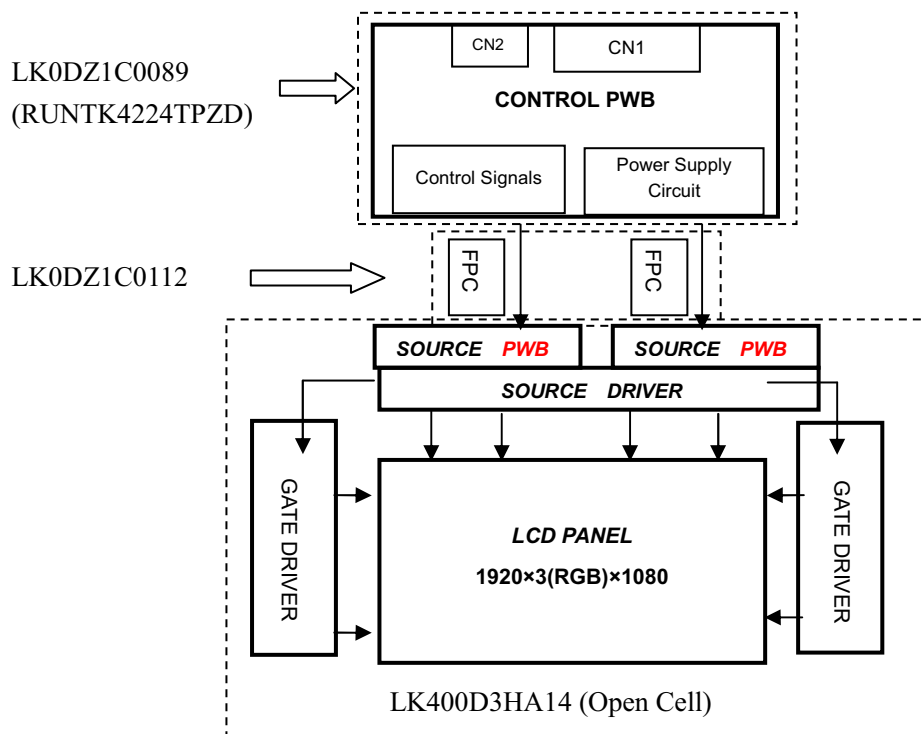 CN2
CN1
LK0DZ1C0089
(RUNTK4224TPZD)
CONTROL PWB
Control Signals
Power Supply
Circuit
LK0DZ1C0112
FPC
FPC
SOURCE PWB
SOURCE PWB
SOURCE DRIVER
GATE DRIVER
LCD PANEL
1920×3(RGB)×1080
GATE DRIVER
LK400D3HA14 (Open Cell)